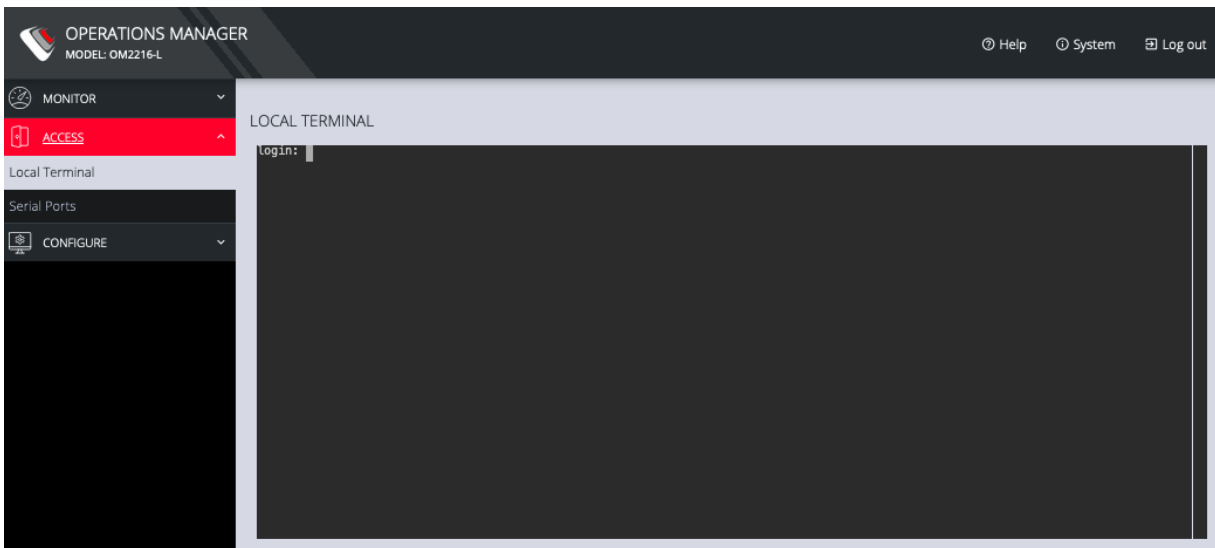 OPERATIONS MANAGER
MODEL: OM2216-L
Help
System
Log out
MONITOR
ACCESS
Local Terminal
Serial Ports
CONFIGURE
LOCAL TERMINAL
login: